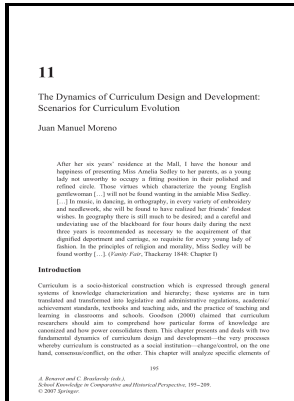 11
The Dynamics of Curriculum Design and Development:
Scenarios for Curriculum Evolution
Juan Manuel Moreno
After her six years' residence at the Mall, I have the honour and
happiness of presenting Miss Amelia Sedley to her parents, as a young
lady not unworthy to occupy a fitting position in their polished and
refined circle. Those virtues which characterize the young English
gentlewoman […] will not be found wanting in the amiable Miss Sedley.
[…] In music, in dancing, in orthography, in every variety of embroidery
and needlework, she will be found to have realized her friends' fondest
wishes. In geography there is still much to be desired; and a careful and
undeviating use of the blackboard for four hours daily during the next
three years is recommended as necessary to the acquirement of that
dignified deportment and carriage, so requisite for every young lady of
fashion. In the principles of religion and morality, Miss Sedley will be
found worthy […]. (Vanity Fair, Thackeray 1848: Chapter I)
Introduction
Curriculum is a socio-historical construction which is expressed through general
systems of knowledge characterization and hierarchy; these systems are in turn
translated and transformed into legislative and administrative regulations, academic/
achievement standards, textbooks and teaching aids, and the practice of teaching and
learning in classrooms and schools. Goodson (2000) claimed that curriculum
researchers should aim to comprehend how particular forms of knowledge are
canonized and how power consolidates them. This chapter presents and deals with two
fundamental dynamics of curriculum design and development—the very processes
whereby curriculum is constructed as a social institution—change/control, on the one
hand, consensus/conflict, on the other. This chapter will analyze specific elements of
195
A. Benavot and C. Braslavsky (eds.),
School Knowledge in Comparative and Historical Perspective, 195–209.
© 2007 Springer.